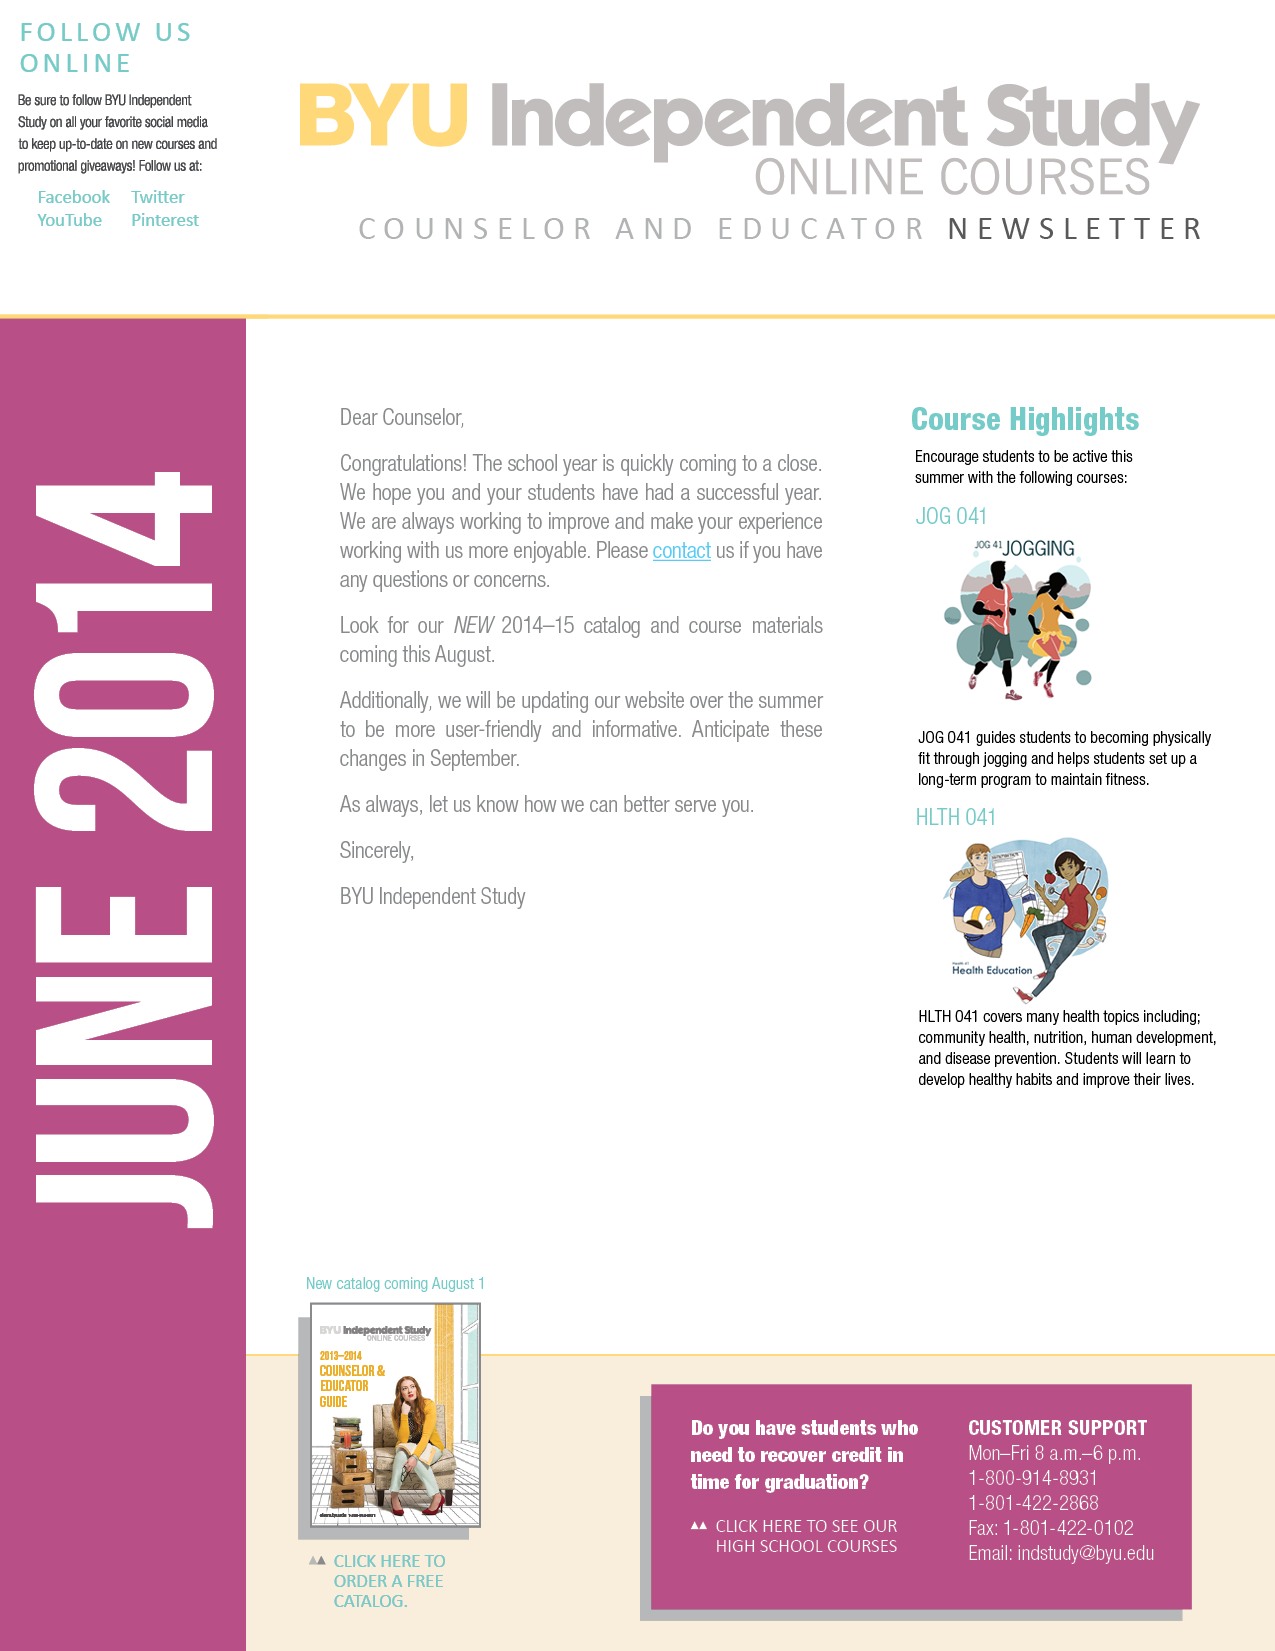 FOLLOW US
ONLINE
Be sure to follow BYU Independent
Study on all your favorite social media
to keep up-to-date on new courses and
promotional giveaways! Follow us at:
Facebook Twitter
YouTube Pinterest
BYU Independent Study
ONLINE COURSES
COUNSELOR AND EDUCATOR NEWSLETTER
JUNE 2014
Dear Counselor,
Congratulations! The school year is quickly coming to a close.
We hope you and your students have had a successful year.
We are always working to improve and make your experience
working with us more enjoyable. Please contact us if you have
any questions or concerns.
Look for our NEW 2014–15 catalog and course materials
coming this August.
Additionally, we will be updating our website over the summer
to be more user-friendly and informative. Anticipate these
changes in September.
As always, let us know how we can better serve you.
Sincerely,
BYU Independent Study
Course Highlights
Encourage students to be active this
summer with the following courses:
JOG 041
JOG 41 JOGGING
JOG 041 guides students to becoming physically
fit through jogging and helps students set up a
long-term program to maintain fitness.
HLTH 041
Health Education
HLTH 041 covers many health topics including;
community health, nutrition, human development,
and disease prevention. Students will learn to
develop healthy habits and improve their lives.
New catalog coming August 1
BYU Independent Study
ONLINE COURSES
2013–2014
COUNSELOR &
EDUCATOR
GUIDE
CLICK HERE TO
ORDER A FREE
CATALOG.
Do you have students who
need to recover credit in
time for graduation?
CLICK HERE TO SEE OUR
HIGH SCHOOL COURSES
CUSTOMER SUPPORT
Mon–Fri 8 a.m.–6 p.m.
1-800-914-8931
1-801-422-2868
Fax: 1-801-422-0102
Email: indstudy@byu.edu